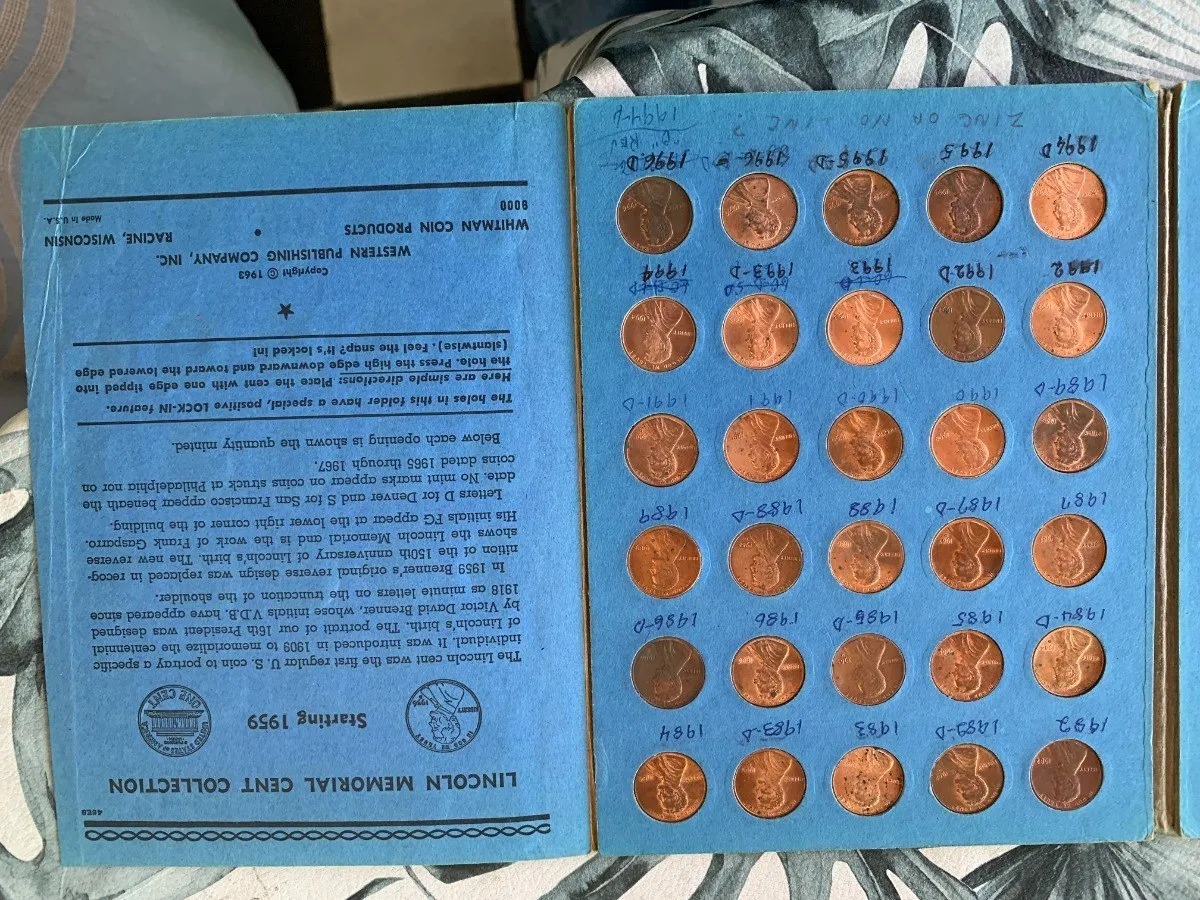 1982 1982-D 1983 1983-D 1984
1984-D 1985 1985-D 1986 1986-D
1987 1987-D 1988 1988-D 1989
1989-D 1990 1990-D 1991 1991-D
1992 1992-D 1993 1993-D 1994
1994 D 1995 1995-D 1996 1996 D
ZINC OR NO ZINC?
46EB
LINCOLN MEMORIAL CENT COLLECTION
Starting 1959
The Lincoln cent was the first regular U. S. coin to portray a specific
individual. It was introduced in 1909 to memorialize the centennial
of Lincoln's birth. The portrait of our 16th President was designed
by Victor David Brenner, whose initials V.D.B. have appeared since
1918 as minute letters on the truncation of the shoulder.
In 1959 Brenner's original reverse design was replaced in recog-
nition of the 150th anniversary of Lincoln's birth. The new reverse
shows the Lincoln Memorial and is the work of Frank Gasparro.
His initials FG appear at the lower right corner of the building.
Letters D for Denver and S for San Francisco appear beneath the
date. No mint marks appear on coins struck at Philadelphia nor on
coins dated 1965 through 1967.
Below each opening is shown the quantity minted.
The holes in this folder have a special, positive LOCK-IN feature.
Here are simple directions: Place the cent with one edge tipped into
the hole. Press the high edge downward and toward the lowered edge
(slantwise). Feel the snap? It's locked in!
Copyright © 1963
WESTERN PUBLISHING COMPANY, INC.
WHITMAN COIN PRODUCTS • RACINE, WISCONSIN
9000 Made in U.S.A.